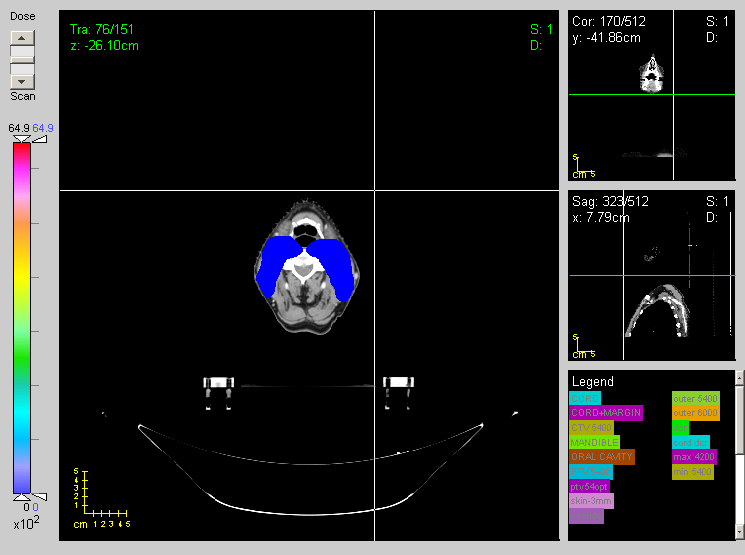 Dose
Scan
64.9 64.9
0 0
x10²
Tra: 76/151
z: -26.10cm
S: 1
D:
5
4
3
2
1
cm 1 2 3 4 5
Cor: 170/512
y: -41.86cm
S: 1
D:
5
cm 5
Sag: 323/512
x: 7.79cm
S: 1
D:
5
cm 5
Legend
CORD
CORD+MARGIN
CTV 5400
MANDIBLE
ORAL CAVITY
ptv54opt
skin-3mm
outer 5400
outer 6000
max 4200
min 5400